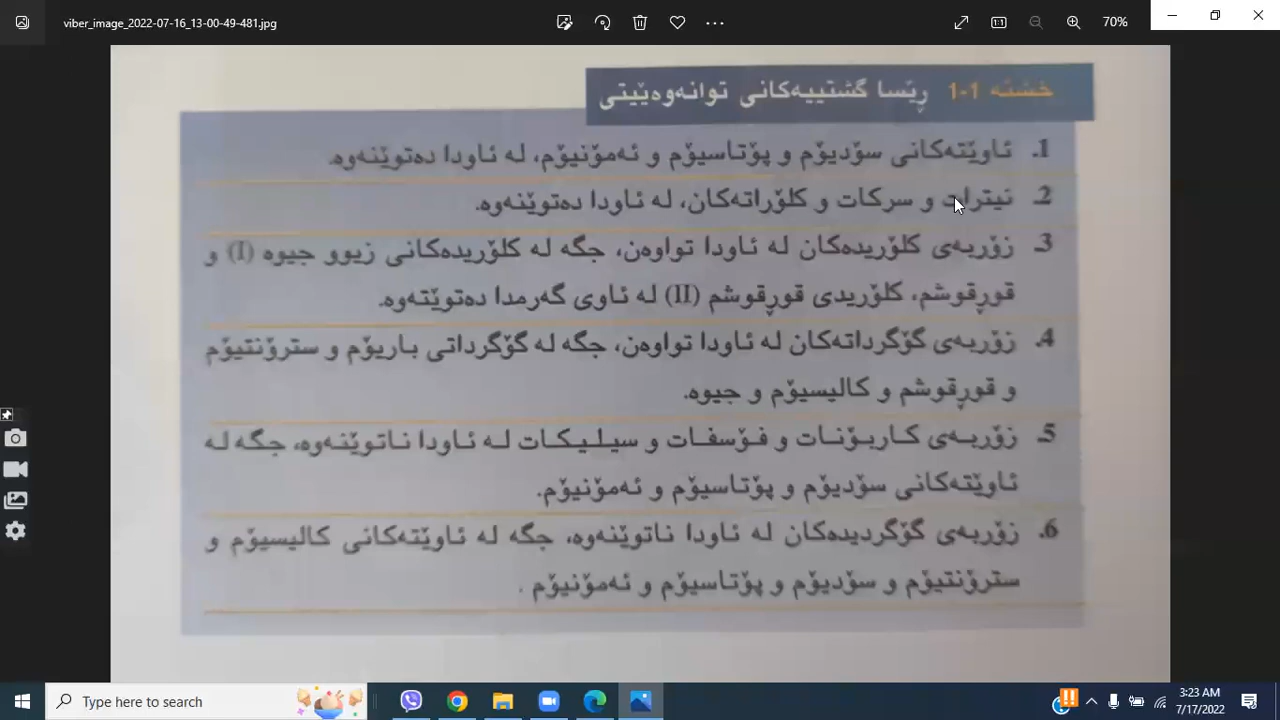 viber_image_2022-07-16_13-00-49-481.jpg
70%
خشته 1-1 ڕێسا گشتییەکانی توانەوەیێتی
1. ئاوێتەکانی سۆدیۆم و پۆتاسیۆم و ئەمۆنیۆم، لە ئاودا دەتوێنەوە.
2. نیترات و سرکات و کلۆراتەکان، لە ئاودا دەتوێنەوە.
3. زۆربەی کلۆریدەکان لە ئاودا تواوەن، جگە لە کلۆریدەکانی زیوو جیوە (I) و
قورقوشم، کلۆریدی قورقوشم (II) لە ئاوی گەرمدا دەتوێتەوە.
4. زۆربەی گۆگرداتەکان لە ئاودا تواوەن، جگە لە گۆگرداتی باریۆم و سترۆنتیۆم
و قورقوشم و کالیسیۆم و جیوە.
5. زۆربەی کاربۆنات و فۆسفات و سیلیکات لە ئاودا ناتوێنەوە، جگە لە
ئاوێتەکانی سۆدیۆم و پۆتاسیۆم و ئەمۆنیۆم.
6. زۆربەی گۆگردیدەکان لە ئاودا ناتوێنەوە، جگە لە ئاوێتەکانی کالیسیۆم و
سترۆنتیۆم و سۆدیۆم و پۆتاسیۆم و ئەمۆنیۆم .
Type here to search
3:23 AM
7/17/2022